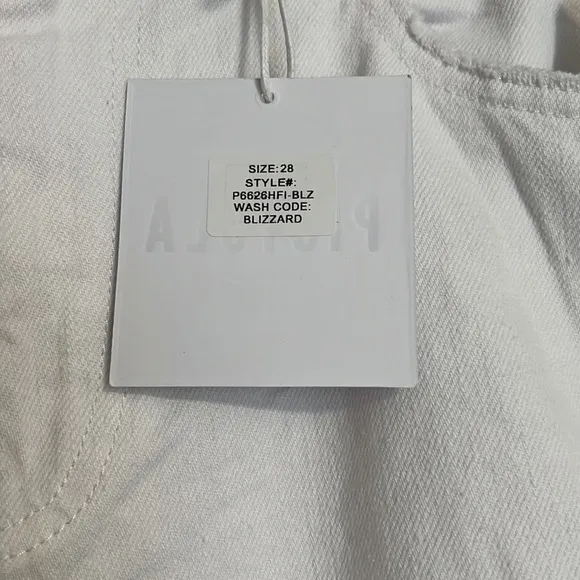 SIZE:28
STYLE#:
P6626HFI-BLZ
WASH CODE:
BLIZZARD